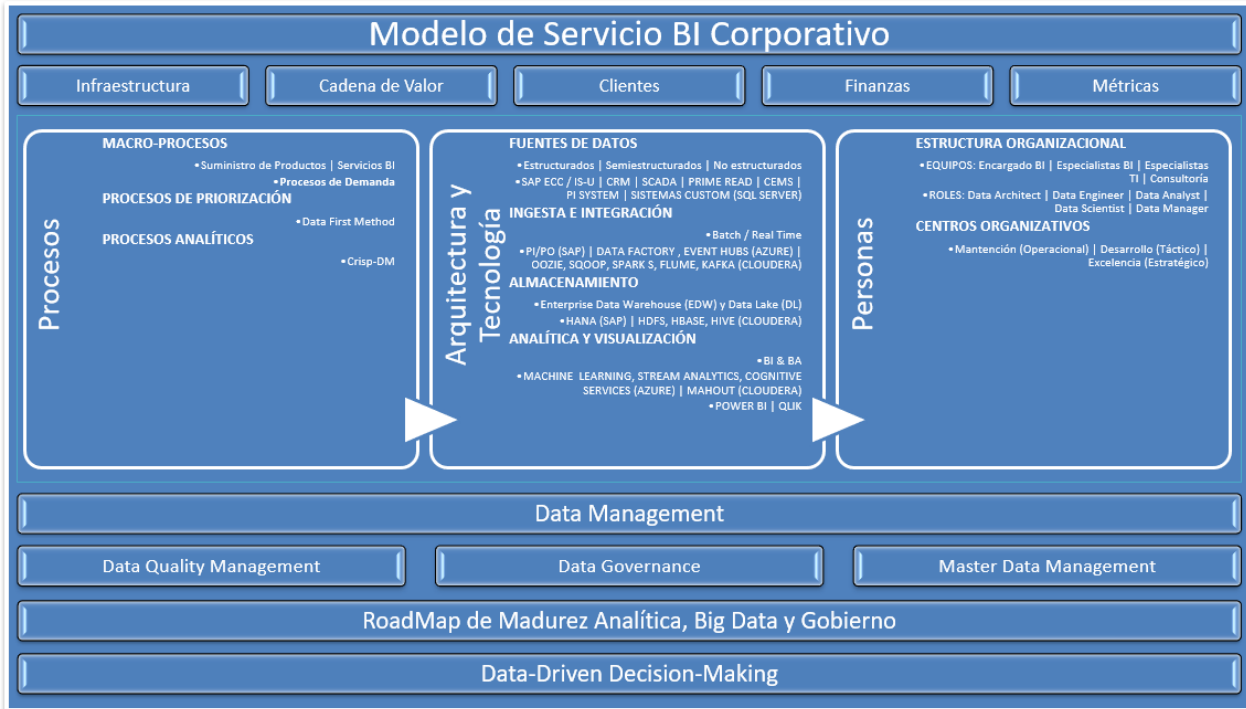 Modelo de Servicio BI Corporativo
Infraestructura
Cadena de Valor
Clientes
Finanzas
Métricas
Procesos
MACRO-PROCESOS
•Suministro de Productos | Servicios BI
•Procesos de Demanda
PROCESOS DE PRIORIZACIÓN
•Data First Method
PROCESOS ANALÍTICOS
•Crisp-DM
Arquitectura y
Tecnología
FUENTES DE DATOS
•Estructurados | Semiestructurados | No estructurados
•SAP ECC / IS-U | CRM | SCADA | PRIME READ | CEMS |
PI SYSTEM | SISTEMAS CUSTOM (SQL SERVER)
INGESTA E INTEGRACIÓN
•Batch / Real Time
•PI/PO (SAP) | DATA FACTORY , EVENT HUBS (AZURE) |
OOZIE, SQOOP, SPARK S, FLUME, KAFKA (CLOUDERA)
ALMACENAMIENTO
•Enterprise Data Warehouse (EDW) y Data Lake (DL)
•HANA (SAP) | HDFS, HBASE, HIVE (CLOUDERA)
ANALÍTICA Y VISUALIZACIÓN
•BI & BA
•MACHINE LEARNING, STREAM ANALYTICS, COGNITIVE
SERVICES (AZURE) | MAHOUT (CLOUDERA)
•POWER BI | QLIK
Personas
ESTRUCTURA ORGANIZACIONAL
•EQUIPOS: Encargado BI | Especialistas BI | Especialistas
TI | Consultoría
•ROLES: Data Architect | Data Engineer | Data Analyst |
Data Scientist | Data Manager
CENTROS ORGANIZATIVOS
•Mantención (Operacional) | Desarrollo (Táctico) |
Excelencia (Estratégico)
Data Management
Data Quality Management
Data Governance
Master Data Management
RoadMap de Madurez Analítica, Big Data y Gobierno
Data-Driven Decision-Making